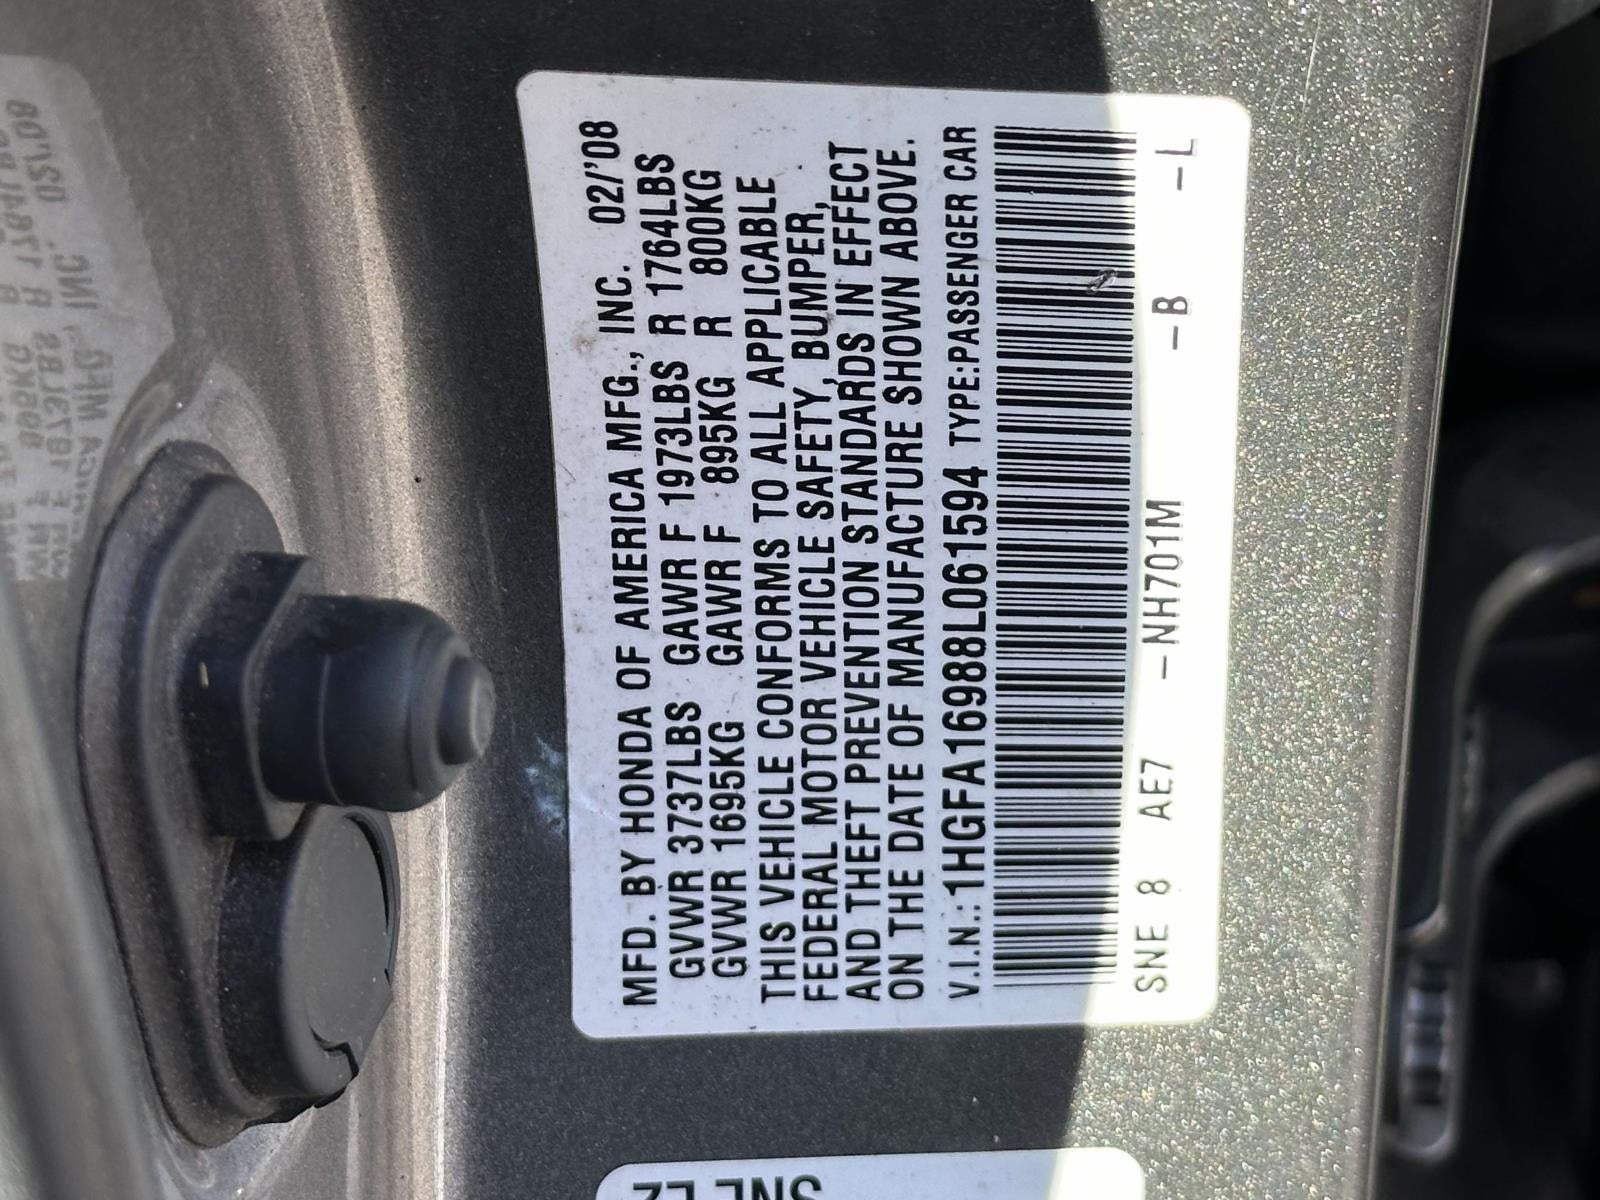 MFD. BY HONDA OF AMERICA MFG., INC. 02/'08
GVWR 3737LBS GAWR F 1973LBS R 1764LBS
GVWR 1695KG GAWR F 895KG R 800KG
THIS VEHICLE CONFORMS TO ALL APPLICABLE
FEDERAL MOTOR VEHICLE SAFETY, BUMPER,
AND THEFT PREVENTION STANDARDS IN EFFECT
ON THE DATE OF MANUFACTURE SHOWN ABOVE.
V.I.N.: 1HGFA16988L061594 TYPE:PASSENGER CAR
SNE 8 AE7 -NH701M -B -L